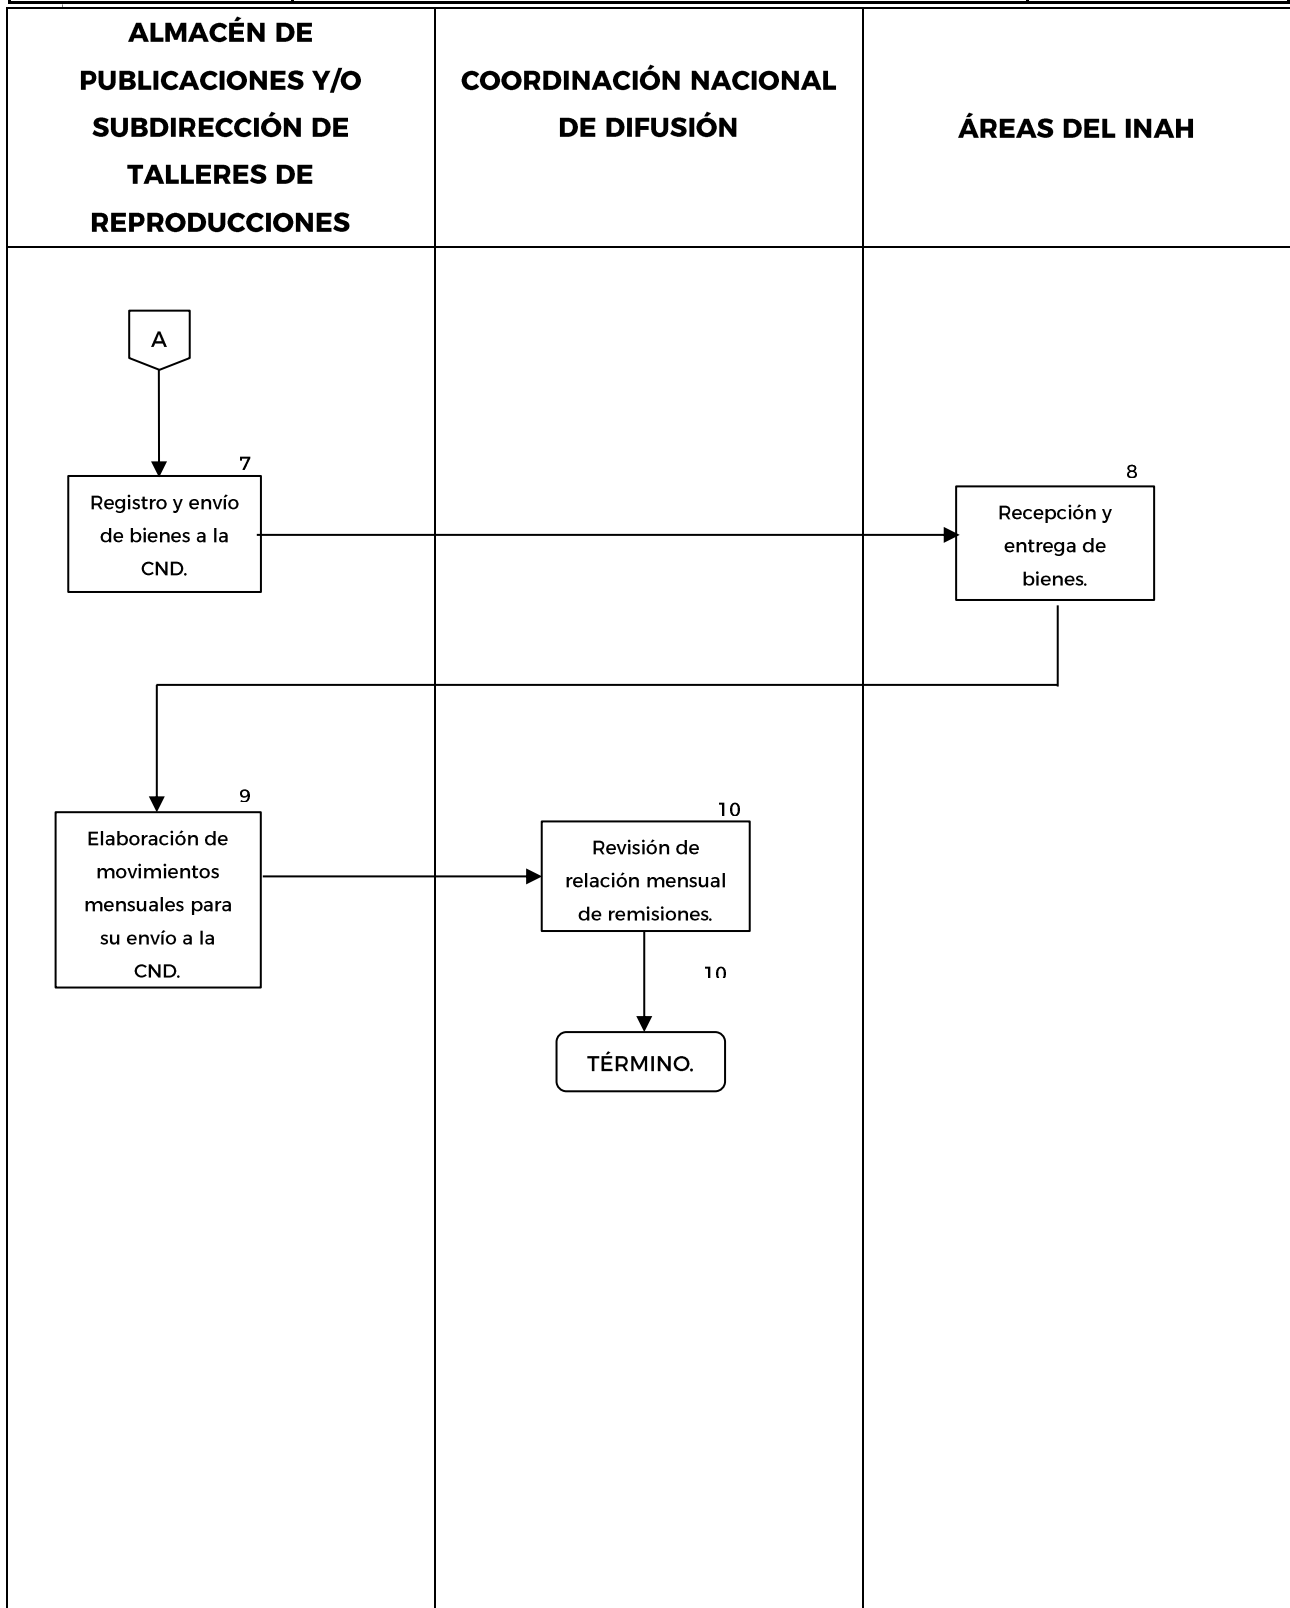 ALMACÉN DE
PUBLICACIONES Y/O
SUBDIRECCIÓN DE
TALLERES DE
REPRODUCCIONES
COORDINACIÓN NACIONAL
DE DIFUSIÓN
ÁREAS DEL INAH
A
7
Registro y envío
de bienes a la
CND.
8
Recepción y
entrega de
bienes.
9
Elaboración de
movimientos
mensuales para
su envío a la
CND.
10
Revisión de
relación mensual
de remisiones.
10
TÉRMINO.